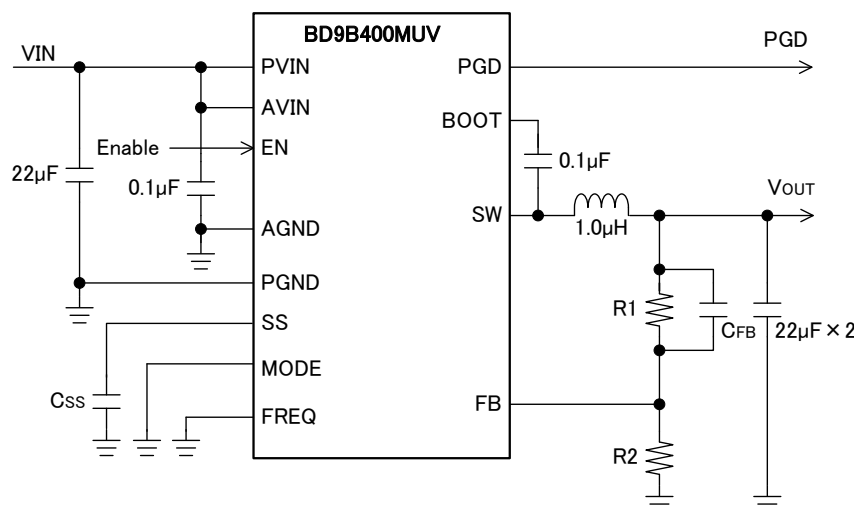 BD9B400MUV
VIN
PGD
PVIN
PGD
AVIN
BOOT
Enable
EN
22µF
0.1µF
0.1µF
VOUT
SW
AGND
1.0µH
PGND
SS
R1
CFB
22µF × 2
MODE
CSS
FREQ
FB
R2